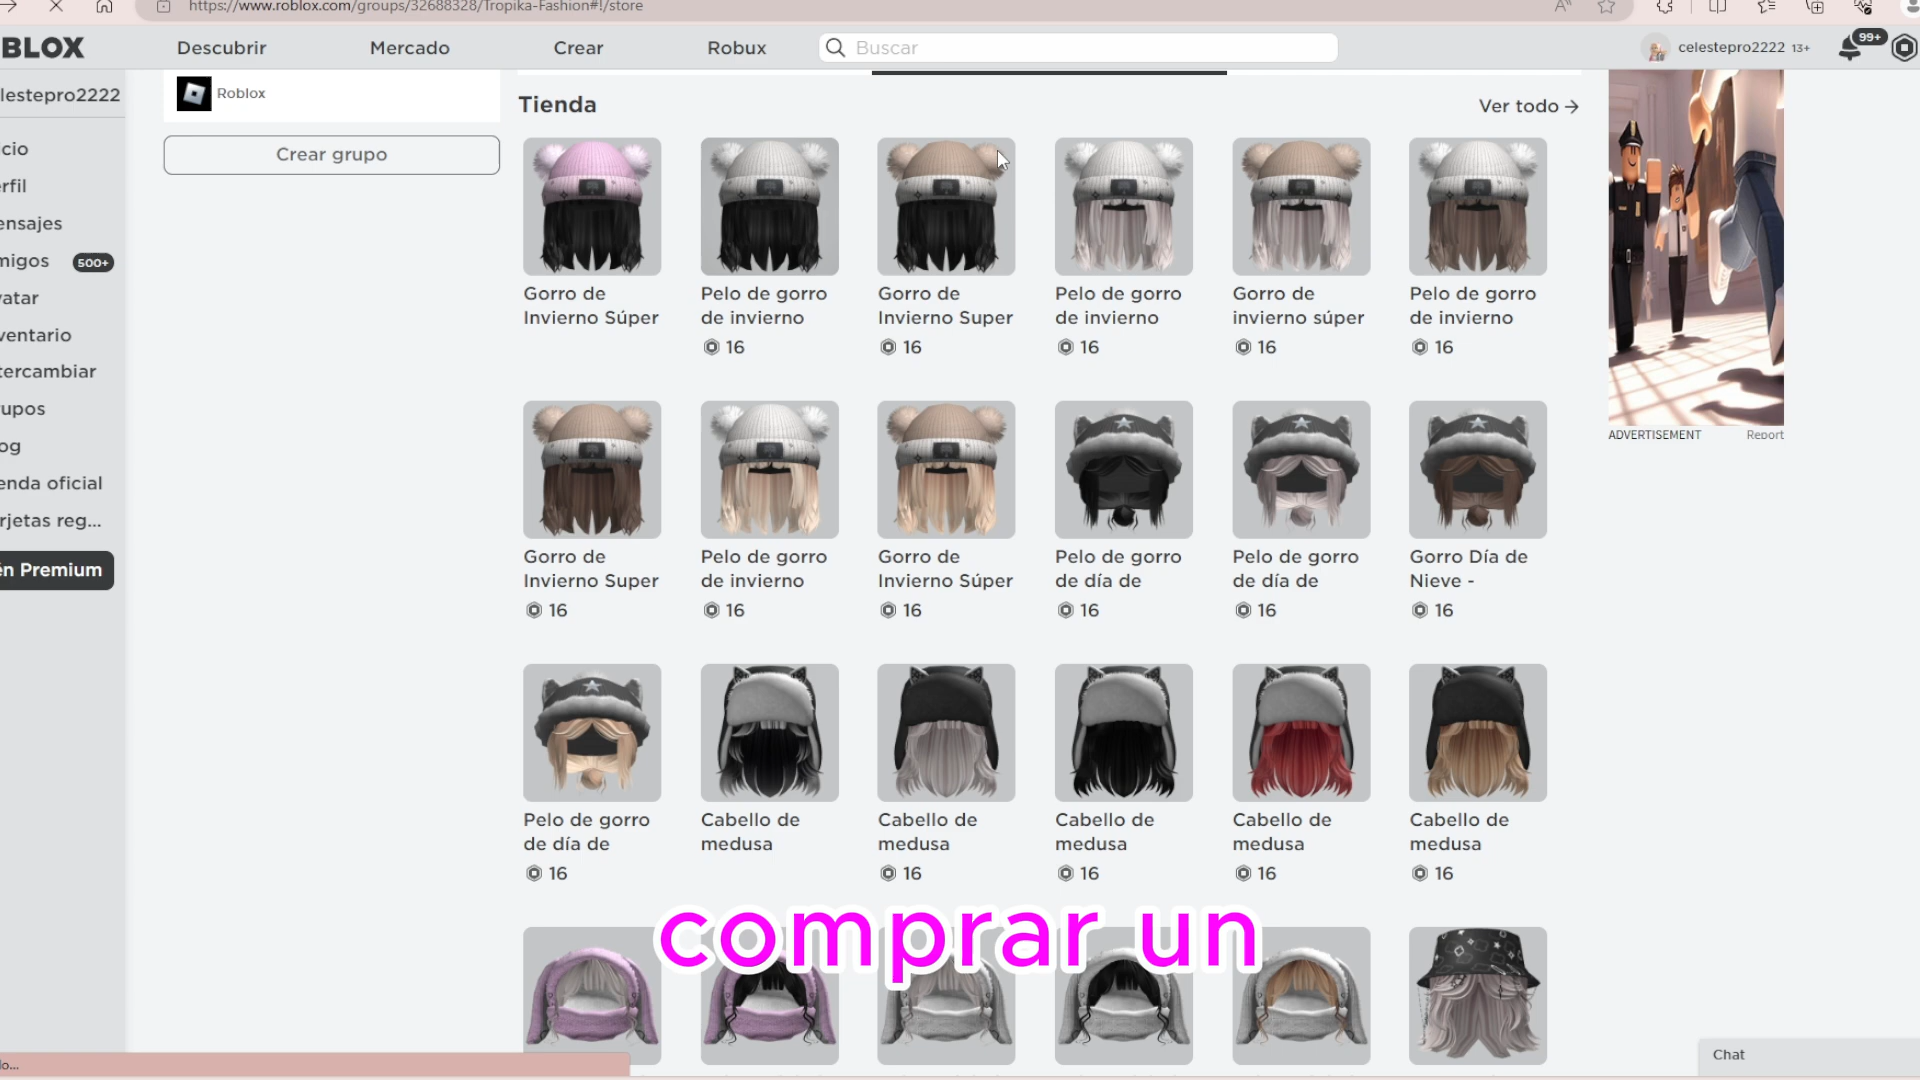 https://www.roblox.com/groups/32688328/Tropika-Fashion#!/store
BLOX
Descubrir
Mercado
Crear
Robux
Buscar
celestepro2222 13+
99+
lestepro2222
cio
rfil
ensajes
migos 500+
vatar
ventario
tercambiar
upos
og
enda oficial
rjetas reg...
én Premium
Roblox
Crear grupo
Tienda
Ver todo →
Gorro de Invierno Súper
Pelo de gorro de invierno
16
Gorro de Invierno Super
16
Pelo de gorro de invierno
16
Gorro de invierno súper
16
Pelo de gorro de invierno
16
Gorro de Invierno Super
16
Pelo de gorro de invierno
16
Gorro de Invierno Súper
16
Pelo de gorro de día de
16
Pelo de gorro de día de
16
Gorro Día de Nieve -
16
Pelo de gorro de día de
16
Cabello de medusa
Cabello de medusa
16
Cabello de medusa
16
Cabello de medusa
16
Cabello de medusa
16
comprar un
ADVERTISEMENT
Report
Chat
lo...